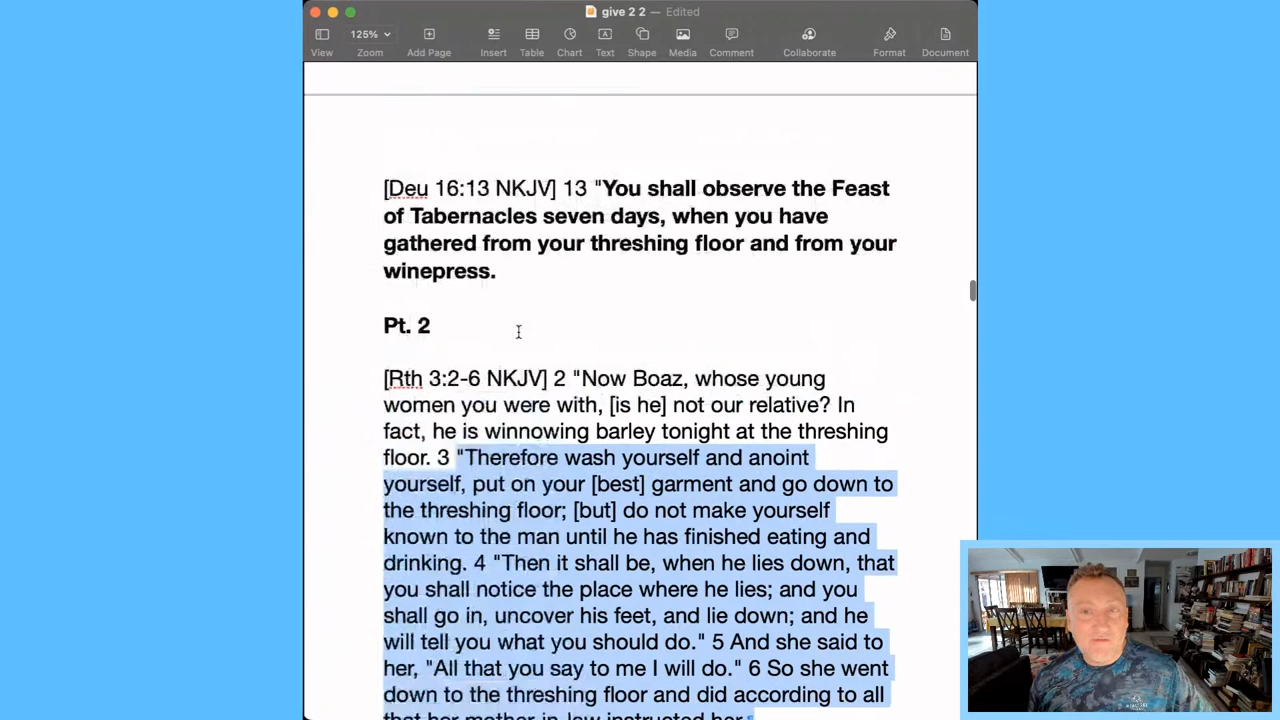 give 2 2 — Edited
125%
View Zoom Add Page Insert Table Chart Text Shape Media Comment Collaborate Format Document
[Deu 16:13 NKJV] 13 "You shall observe the Feast
of Tabernacles seven days, when you have
gathered from your threshing floor and from your
winepress.
Pt. 2
[Rth 3:2-6 NKJV] 2 "Now Boaz, whose young
women you were with, [is he] not our relative? In
fact, he is winnowing barley tonight at the threshing
floor. 3 "Therefore wash yourself and anoint
yourself, put on your [best] garment and go down to
the threshing floor; [but] do not make yourself
known to the man until he has finished eating and
drinking. 4 "Then it shall be, when he lies down, that
you shall notice the place where he lies; and you
shall go in, uncover his feet, and lie down; and he
will tell you what you should do." 5 And she said to
her, "All that you say to me I will do." 6 So she went
down to the threshing floor and did according to all
that her mother-in-law instructed her.